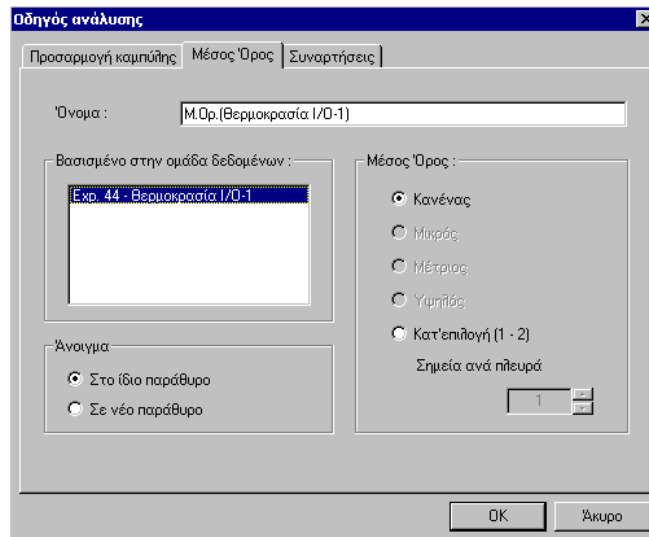 Οδηγός ανάλυσης
Προσαρμογή καμπύλης Μέσος Όρος Συναρτήσεις
Όνομα : Μ.Ορ.(Θερμοκρασία Ι/Ο-1)
Βασισμένο στην ομάδα δεδομένων :
Exp. 44 - Θερμοκρασία Ι/Ο-1
Άνοιγμα
Στο ίδιο παράθυρο
Σε νέο παράθυρο
Μέσος Όρος :
Κανένας
Μικρός
Μέτριος
Υψηλός
Κατ'επιλογή (1 - 2)
Σημεία ανά πλευρά
1
OK Άκυρο